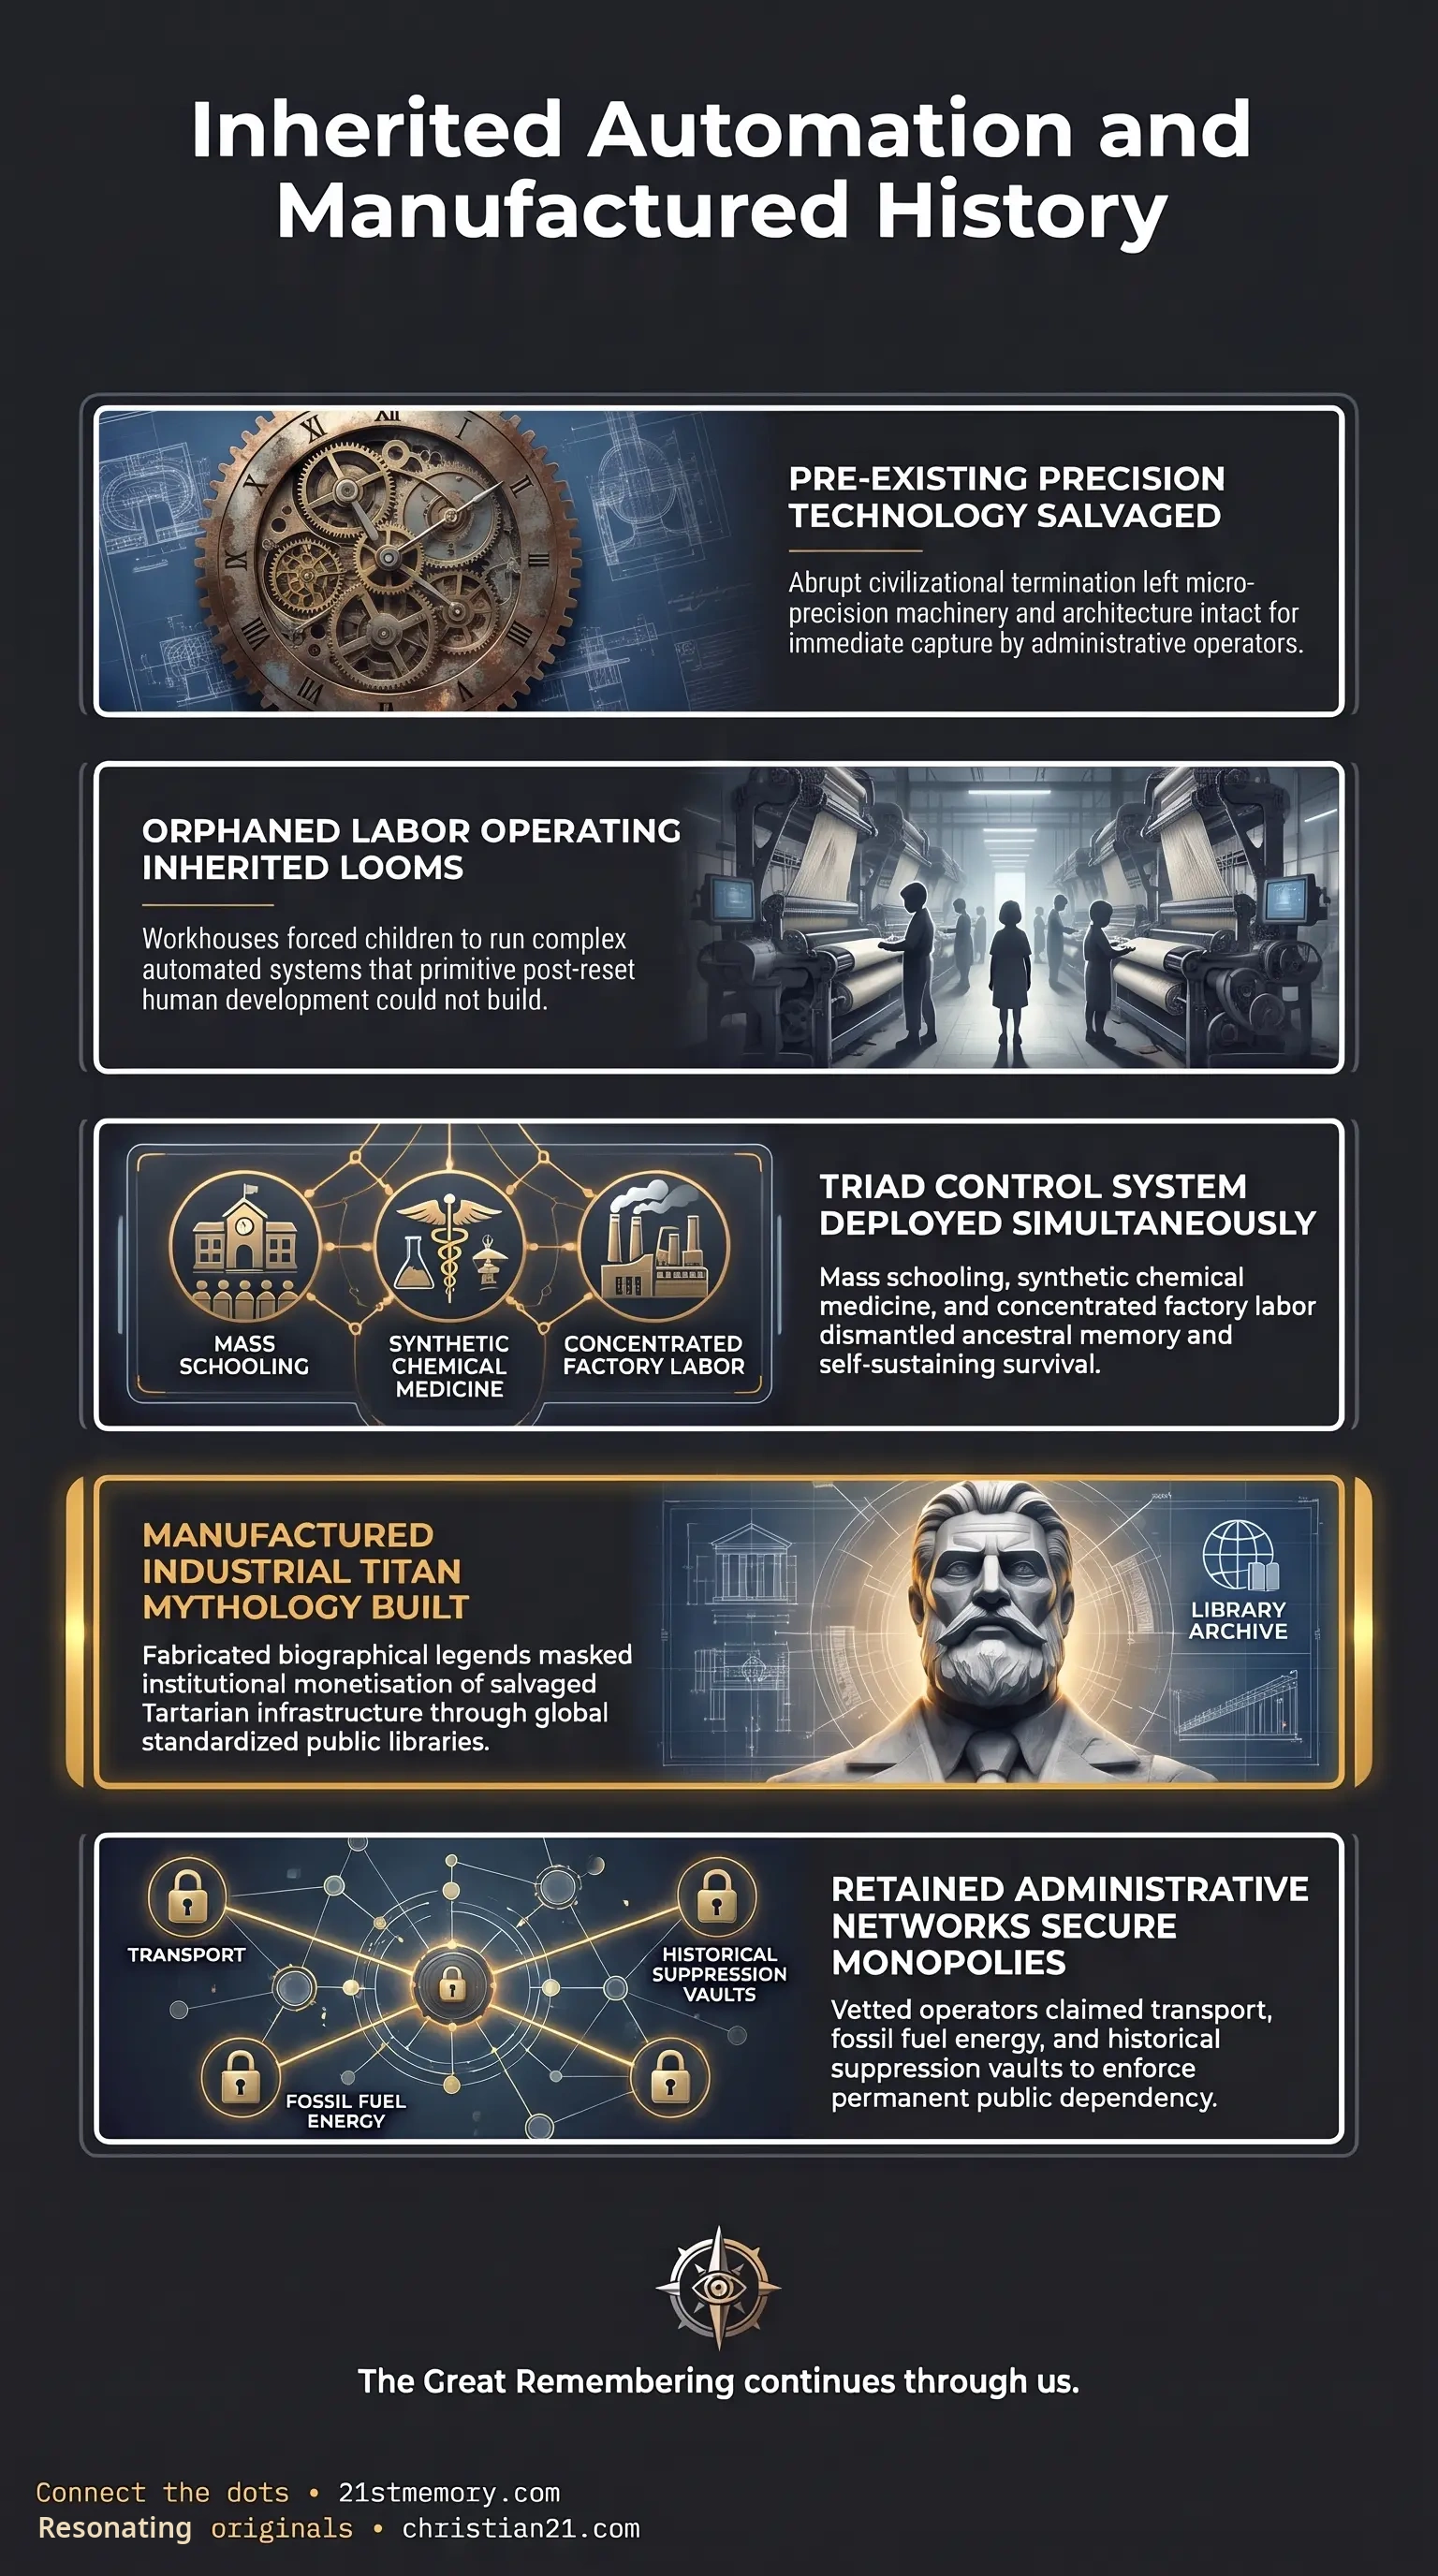 Inherited Automation and
Manufactured History
XII
I
II
III
V
VII
VIII
IX
X
XI
PRE-EXISTING PRECISION
TECHNOLOGY SALVAGED
Abrupt civilizational termination left micro-
precision machinery and architecture intact for
immediate capture by administrative operators.
ORPHANED LABOR OPERATING
INHERITED LOOMS
Workhouses forced children to run complex
automated systems that primitive post-reset
human development could not build.
MASS
SCHOOLING
SYNTHETIC
CHEMICAL
MEDICINE
CONCENTRATED
FACTORY LABOR
TRIAD CONTROL SYSTEM
DEPLOYED SIMULTANEOUSLY
Mass schooling, synthetic chemical
medicine, and concentrated factory labor
dismantled ancestral memory and
self-sustaining survival.
MANUFACTURED
INDUSTRIAL TITAN
MYTHOLOGY BUILT
Fabricated biographical legends masked
institutional monetisation of salvaged
Tartarian infrastructure through global
standardized public libraries.
LIBRARY
ARCHIVE
TRANSPORT
HISTORICAL
SUPPRESSION
VAULTS
FOSSIL FUEL
ENERGY
RETAINED ADMINISTRATIVE
NETWORKS SECURE
MONOPOLIES
Vetted operators claimed transport,
fossil fuel energy, and historical
suppression vaults to enforce
permanent public dependency.
The Great Remembering continues through us.
Connect the dots • 21stmemory.com
Resonating originals • christian21.com